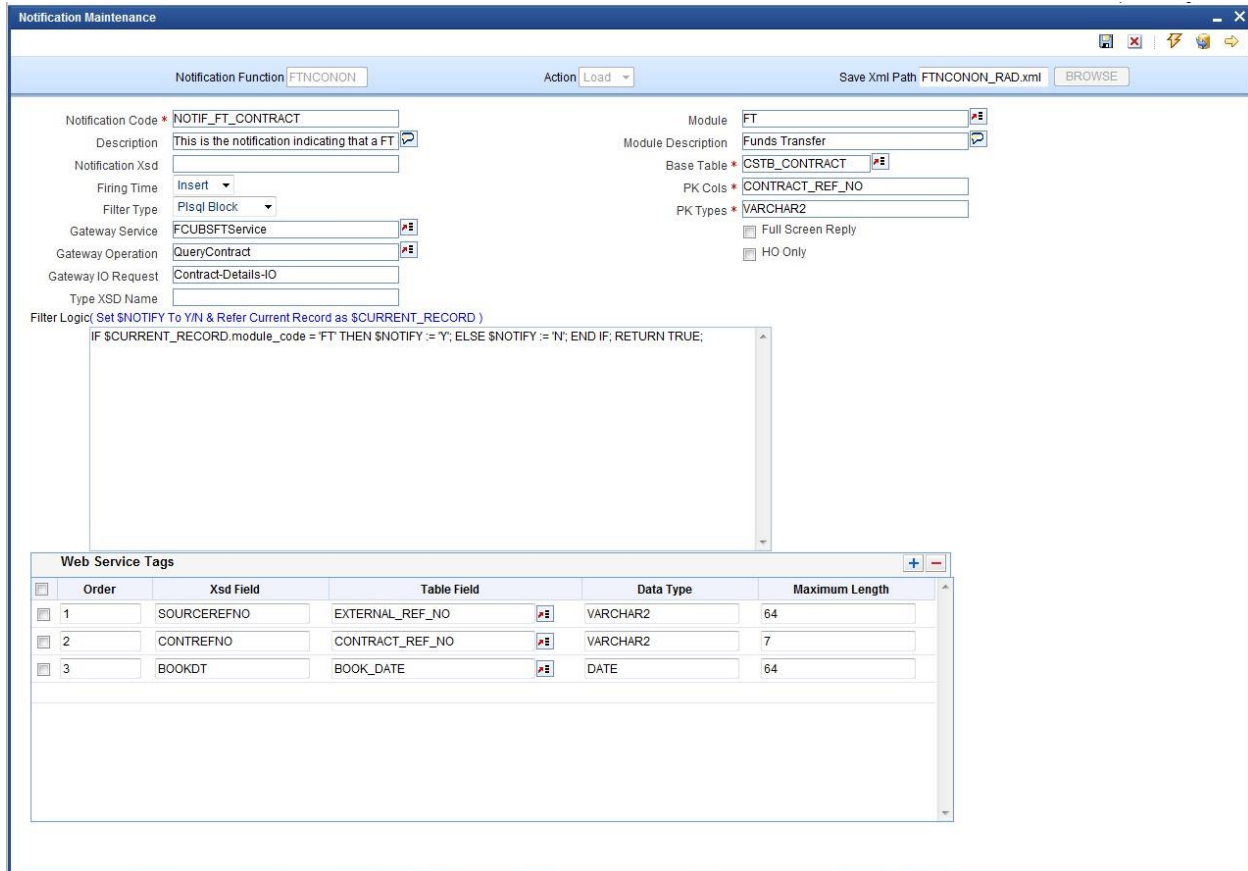 Notification Maintenance
Notification Function FTNCONON Action Load Save Xml Path FTNCONON_RAD.xml BROWSE
Notification Code * NOTIF_FT_CONTRACT Module FT
Description This is the notification indicating that a FT Module Description Funds Transfer
Notification Xsd Base Table * CSTB_CONTRACT
Firing Time Insert PK Cols * CONTRACT_REF_NO
Filter Type Plsql Block PK Types * VARCHAR2
Gateway Service FCUBSFTService Full Screen Reply
Gateway Operation QueryContract HO Only
Gateway IO Request Contract-Details-IO
Type XSD Name
Filter Logic( Set $NOTIFY To Y/N & Refer Current Record as $CURRENT_RECORD )
IF $CURRENT_RECORD.module_code = 'FT' THEN $NOTIFY := 'Y'; ELSE $NOTIFY := 'N'; END IF; RETURN TRUE;
Web Service Tags
Order Xsd Field Table Field Data Type Maximum Length
1 SOURCEREFNO EXTERNAL_REF_NO VARCHAR2 64
2 CONTREFNO CONTRACT_REF_NO VARCHAR2 7
3 BOOKDT BOOK_DATE DATE 64